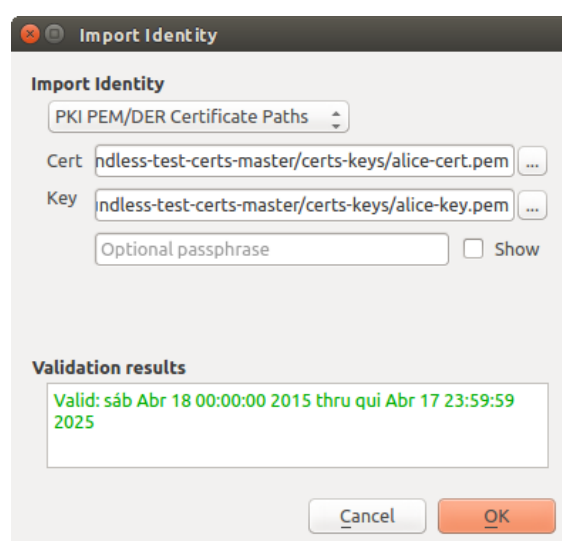 Import Identity
Import Identity
PKI PEM/DER Certificate Paths
Cert ndless-test-certs-master/certs-keys/alice-cert.pem ...
Key indless-test-certs-master/certs-keys/alice-key.pem ...
Optional passphrase Show
Validation results
Valid: sáb Abr 18 00:00:00 2015 thru qui Abr 17 23:59:59
2025
Cancel OK